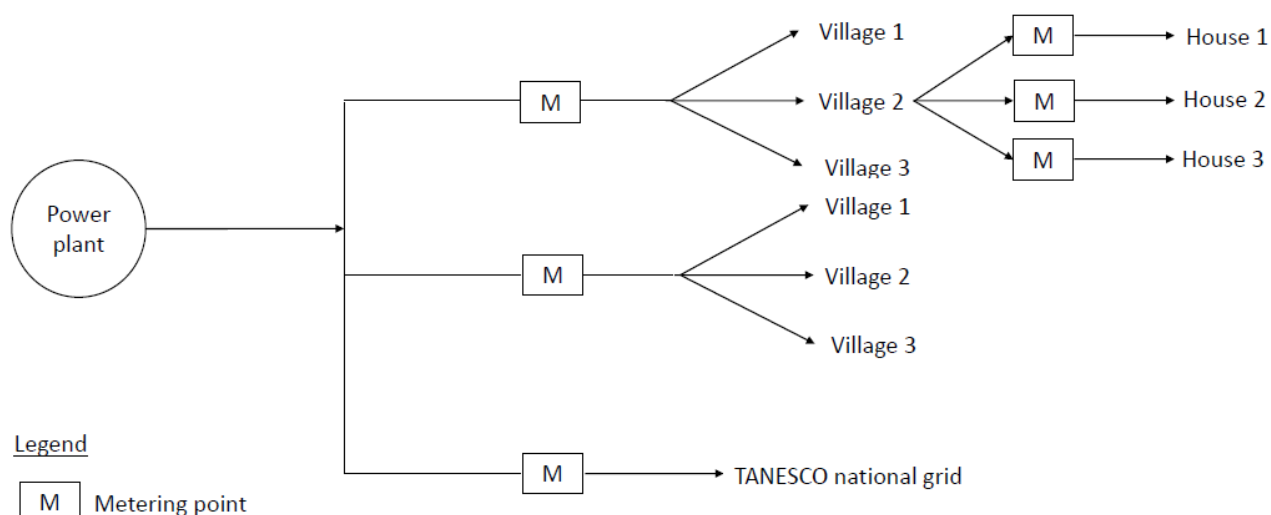 Village 1
M
House 1
M
Village 2
M
House 2
Village 3
M
House 3
Power
plant
Village 1
M
Village 2
Village 3
Legend
M
TANESCO national grid
M
Metering point